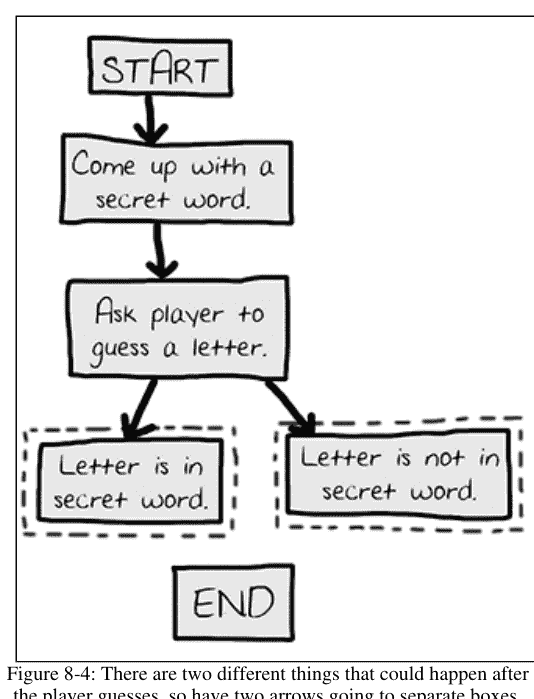 START
Come up with a
secret word.
Ask player to
guess a letter.
Letter is in
secret word.
Letter is not in
secret word.
END
Figure 8-4: There are two different things that could happen after
the player guesses, so have two arrows going to separate boxes.